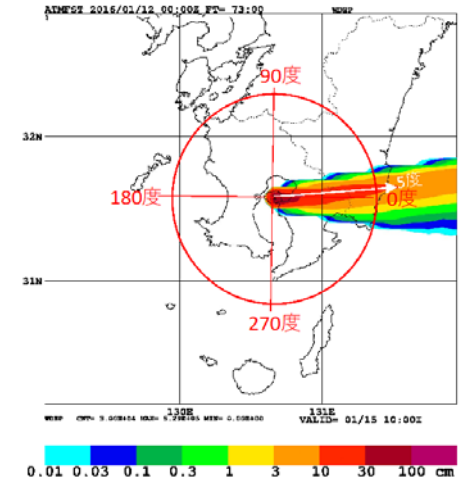 ATMFST 2016/01/12 00:00Z FT= 73:00
WDRP
90度
32N
5度
180度
0度
31N
270度
130E
131E
VALID= 01/15 10:00Z
0.01 0.03 0.1 0.3 1 3 10 30 100 cm